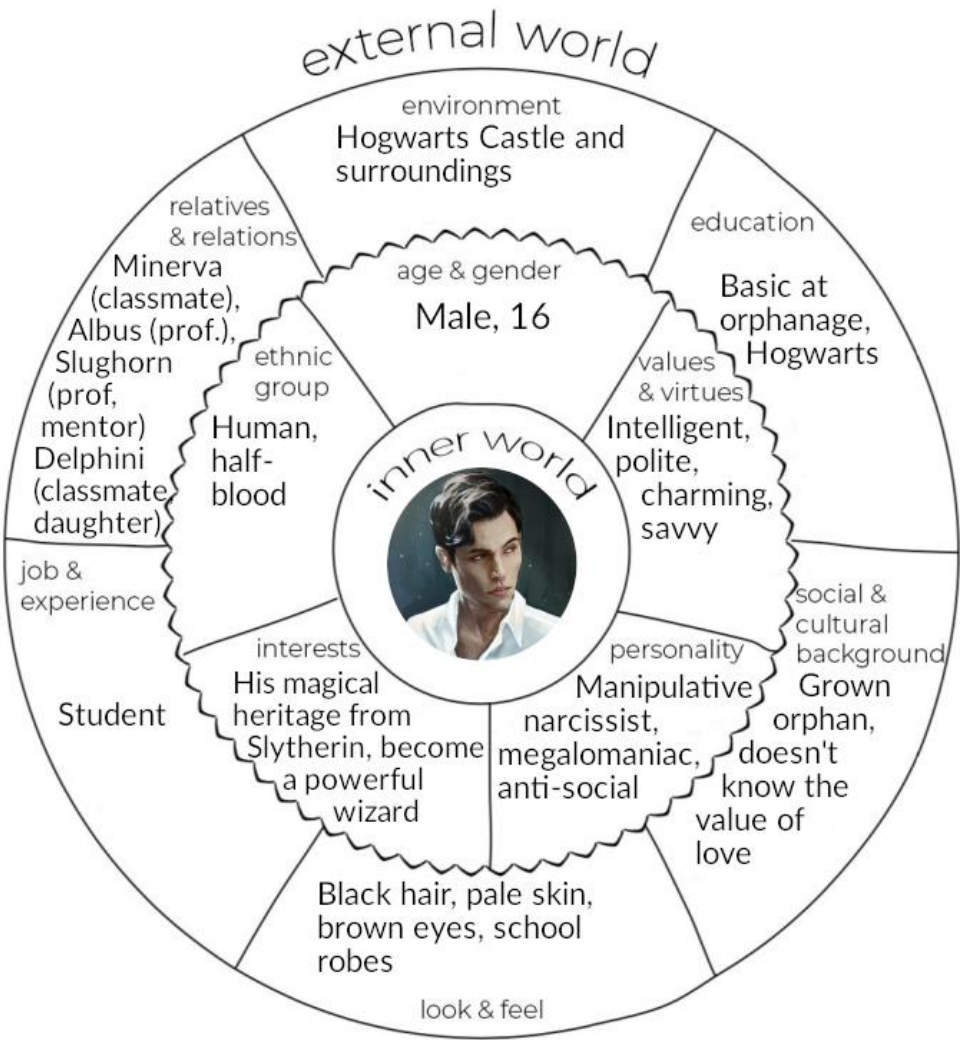 external world
environment
Hogwarts Castle and
surroundings
relatives
& relations
Minerva
(classmate),
Albus (prof.),
Slughorn
(prof,
mentor)
Delphini
(classmate,
daughter)
education
Basic at
orphanage,
Hogwarts
age & gender
Male, 16
ethnic
group
Human,
half-
blood
values
& virtues
Intelligent,
polite,
charming,
savvy
inner world
job &
experience
Student
interests
His magical
heritage from
Slytherin, become
a powerful
wizard
personality
Manipulative
narcissist,
megalomaniac,
anti-social
social &
cultural
background
Grown
orphan,
doesn't
know the
value of
love
Black hair, pale skin,
brown eyes, school
robes
look & feel